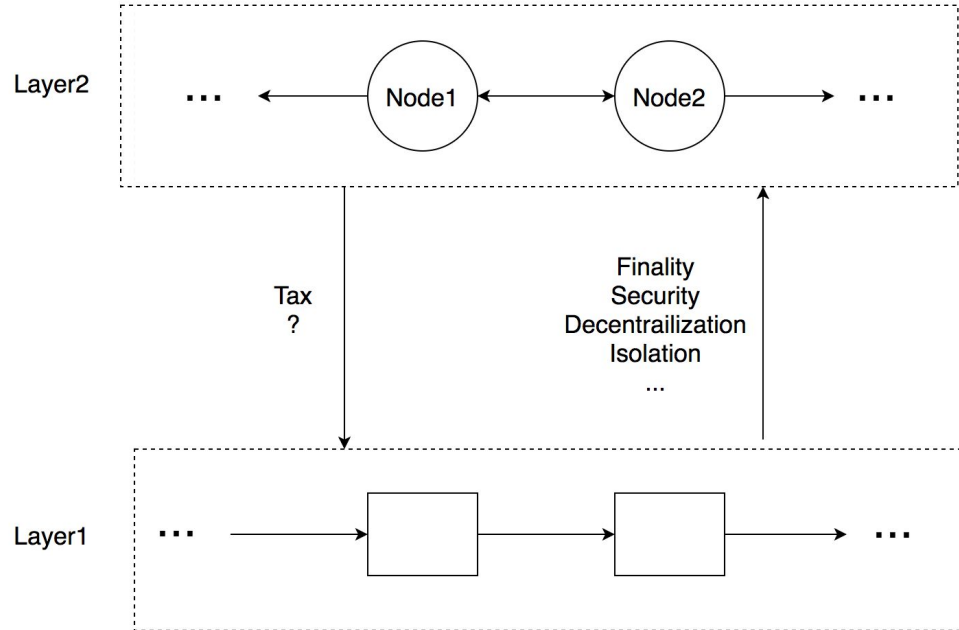 Layer2
...
Node1
Node2
...
Tax
?
Finality
Security
Decentrailization
Isolation
...
Layer1
...
...